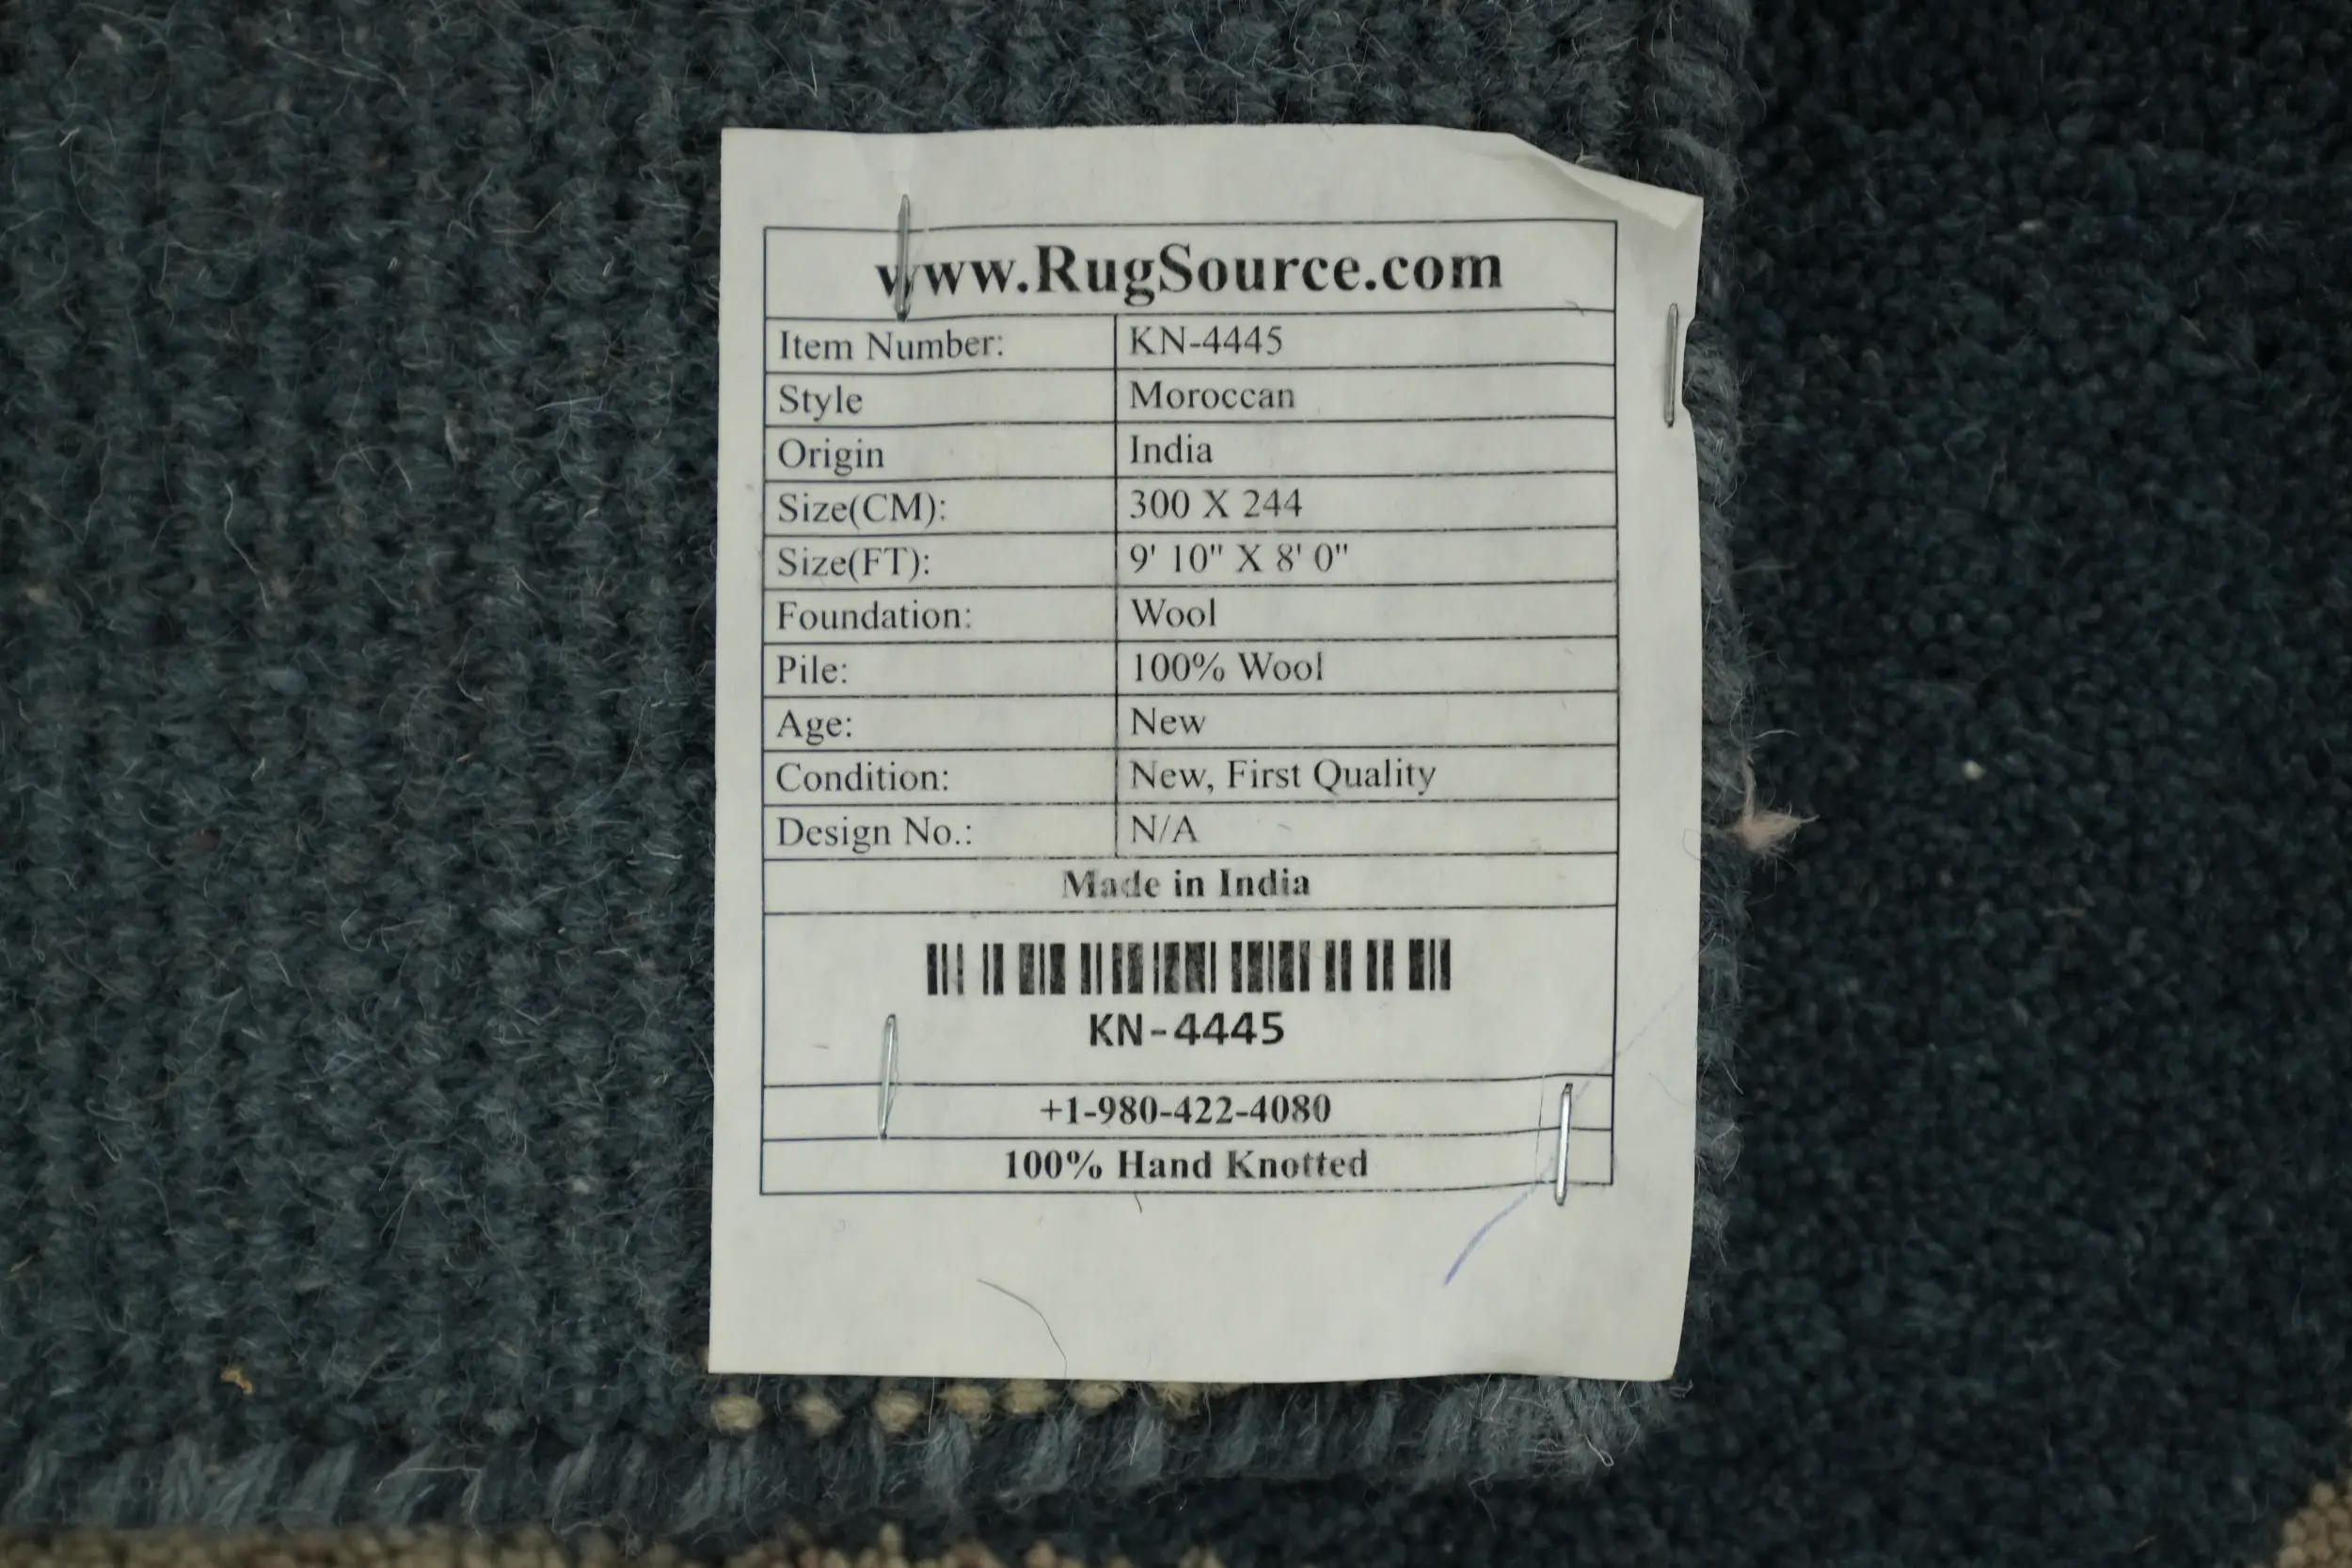 www.RugSource.com
Item Number: KN-4445
Style Moroccan
Origin India
Size(CM): 300 X 244
Size(FT): 9' 10" X 8' 0"
Foundation: Wool
Pile: 100% Wool
Age: New
Condition: New, First Quality
Design No.: N/A
Made in India
KN-4445
+1-980-422-4080
100% Hand Knotted